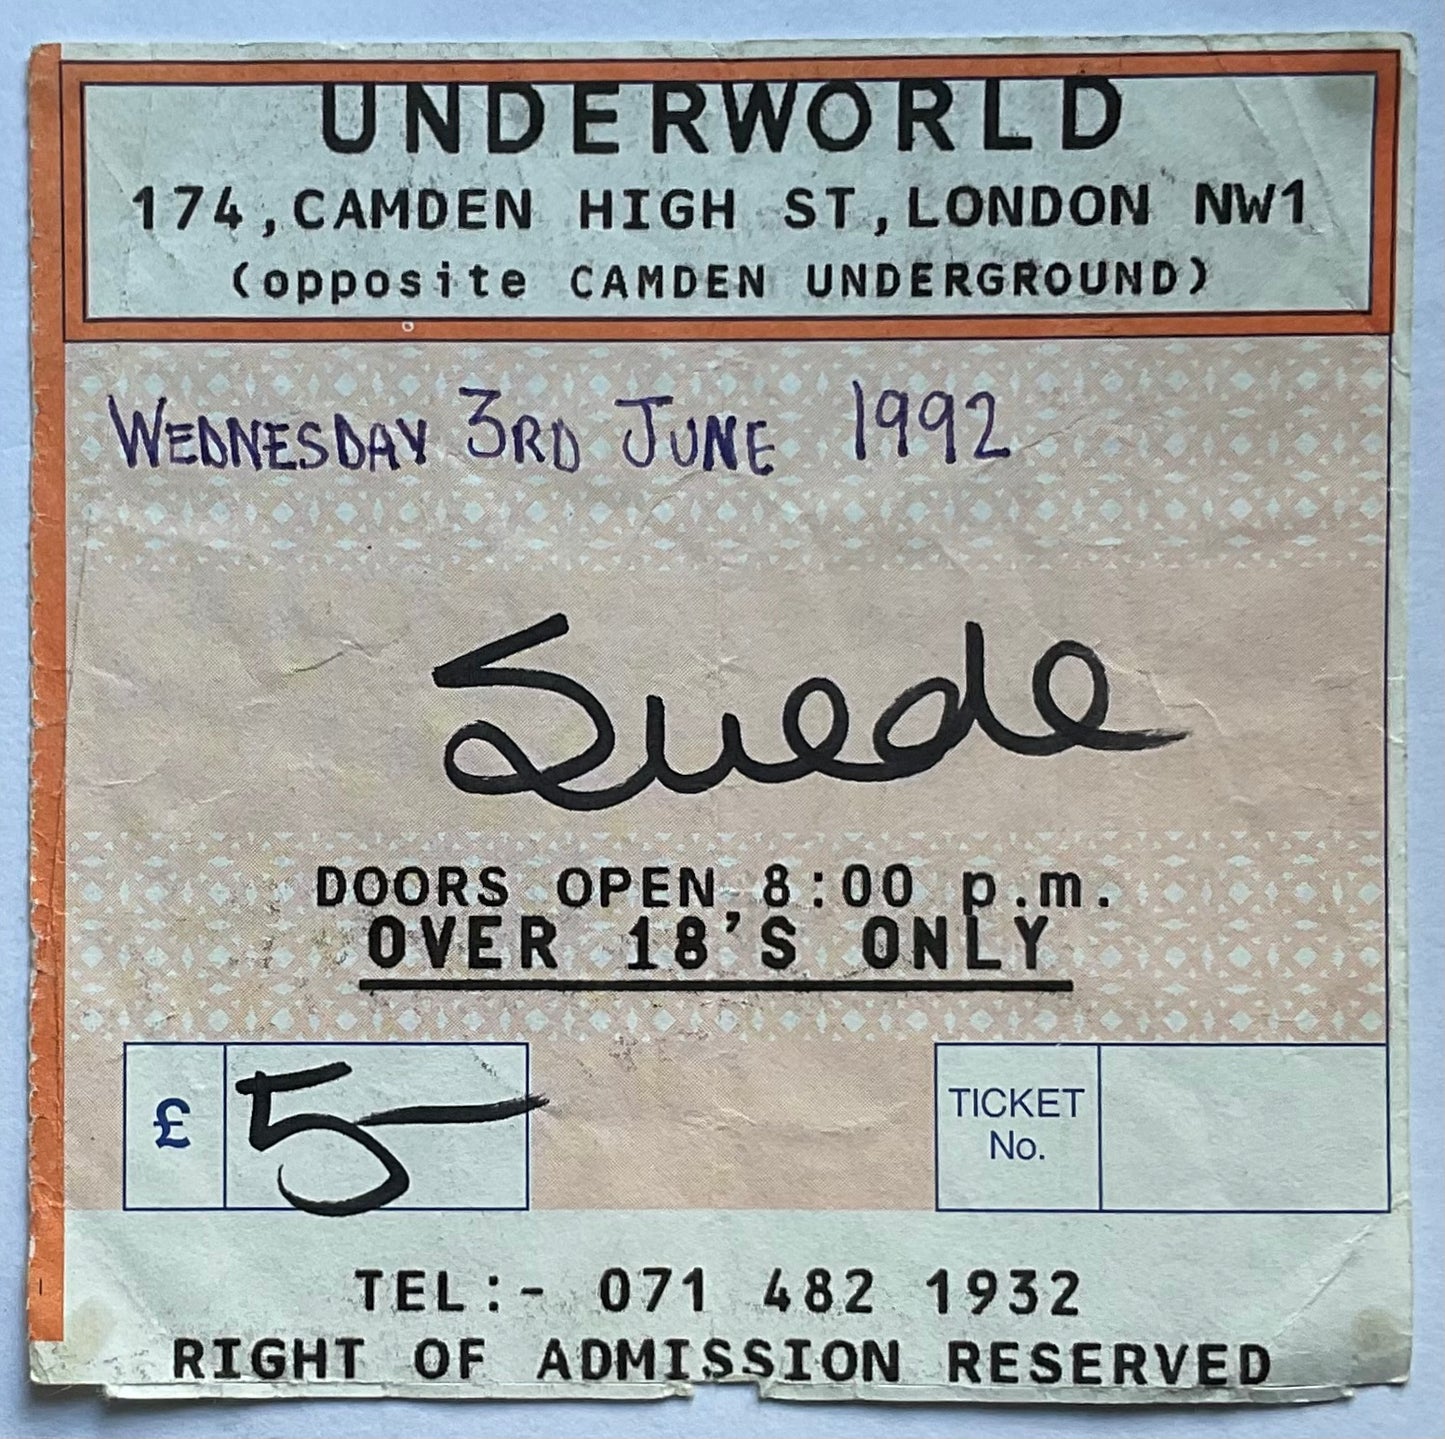 UNDERWORLD
174,CAMDEN HIGH ST,LONDON NW1
(opposite CAMDEN UNDERGROUND)
WEDNESDAY 3RD JUNE 1992
Suede
DOORS OPEN 8:00 p.m.
OVER 18'S ONLY
£ 5—
TICKET
No.
TEL:- 071 482 1932
RIGHT OF ADMISSION RESERVED